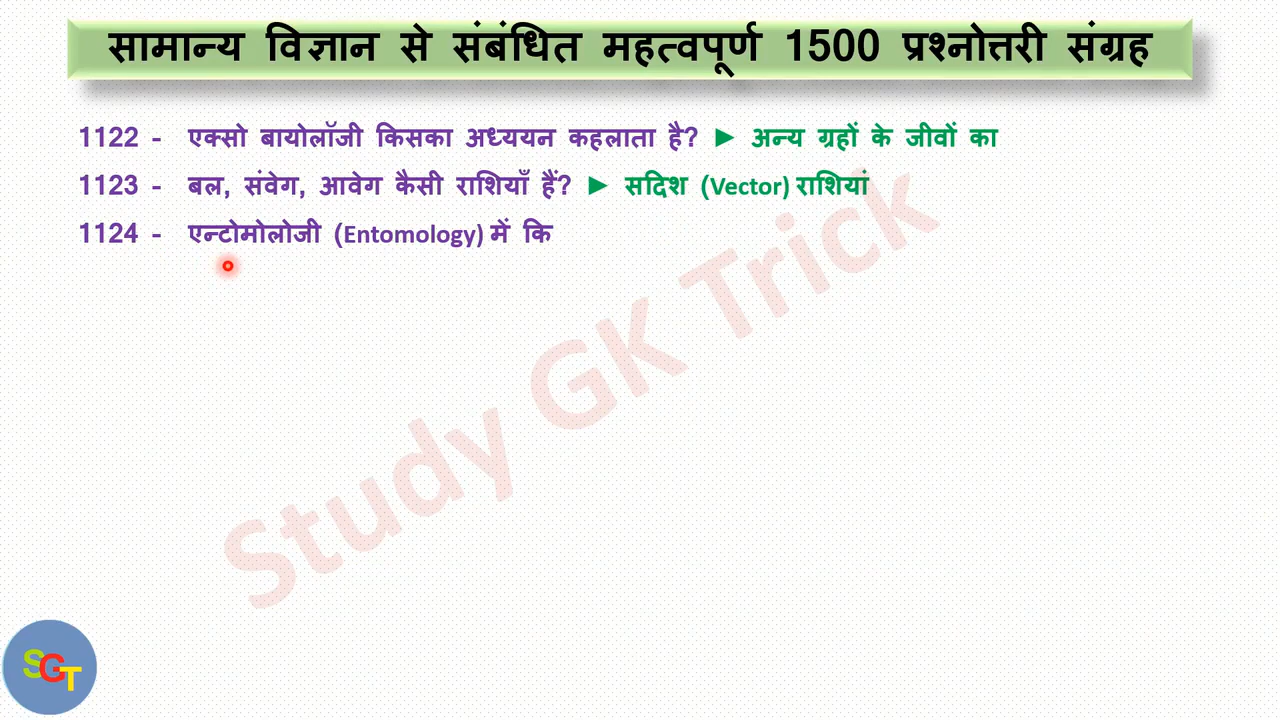 सामान्य विज्ञान से संबंधित महत्वपूर्ण 1500 प्रश्नोत्तरी संग्रह
1122 - एक्सो बायोलॉजी किसका अध्ययन कहलाता है? ► अन्य ग्रहों के जीवों का
1123 - बल, संवेग, आवेग कैसी राशियाँ हैं? ► सदिश (Vector) राशियां
1124 - एन्टोमोलोजी (Entomology) में कि
Study GK Trick
SGT